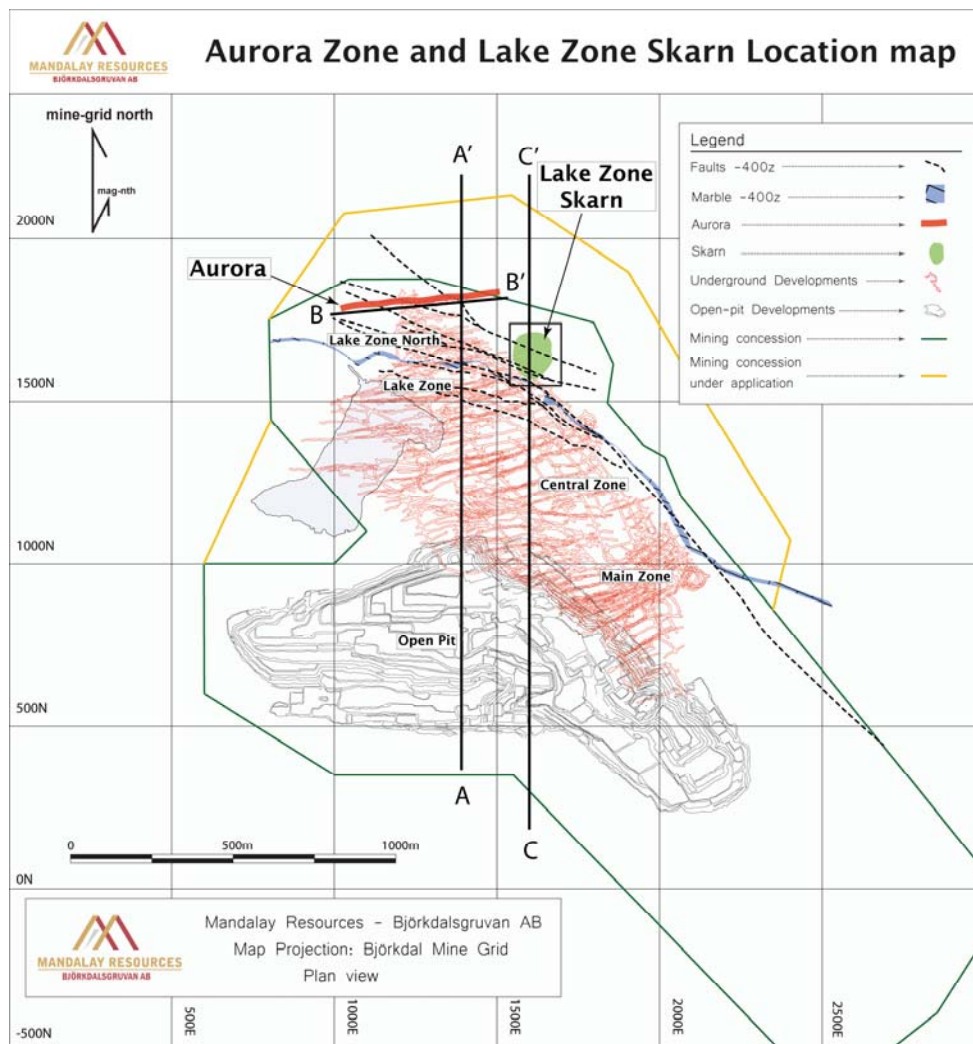 MANDALAY RESOURCES
BJÖRKDALSGRUVAN AB
Aurora Zone and Lake Zone Skarn Location map
mine-grid north
mag-nth
A'
C'
Lake Zone
Skarn
Legend
Faults -400z
Marble -400z
Aurora
Skarn
Underground Developments
Open-pit Developments
Mining concession
Mining concession
under application
2000N
Aurora
B
B'
Lake Zone North
1500N
Lake Zone
Central Zone
1000N
Main Zone
Open Pit
500N
A
0
500m
1000m
C
0N
MANDALAY RESOURCES
BJÖRKDALSGRUVAN AB
Mandalay Resources - Björkdalsgruvan AB
Map Projection: Björkdal Mine Grid
Plan view
-500N
500E
1000E
1500E
2000E
2500E